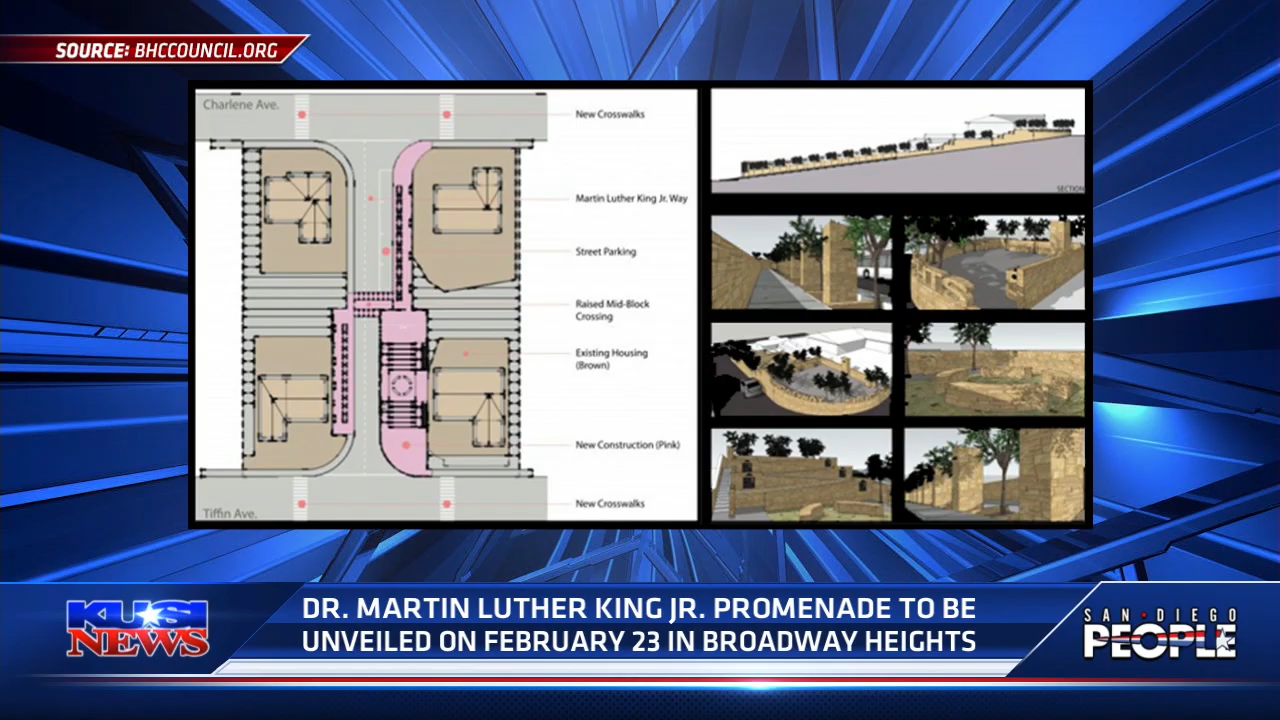 SOURCE: BHCCOUNCIL.ORG
Charlene Ave.
New Crosswalks
Martin Luther King Jr. Way
Street Parking
Raised Mid-Block
Crossing
Existing Housing
(Brown)
New Construction (Pink)
New Crosswalks
Tiffin Ave.
SECTION
KUSI
NEWS
DR. MARTIN LUTHER KING JR. PROMENADE TO BE
UNVEILED ON FEBRUARY 23 IN BROADWAY HEIGHTS
SAN DIEGO
PEOPLE